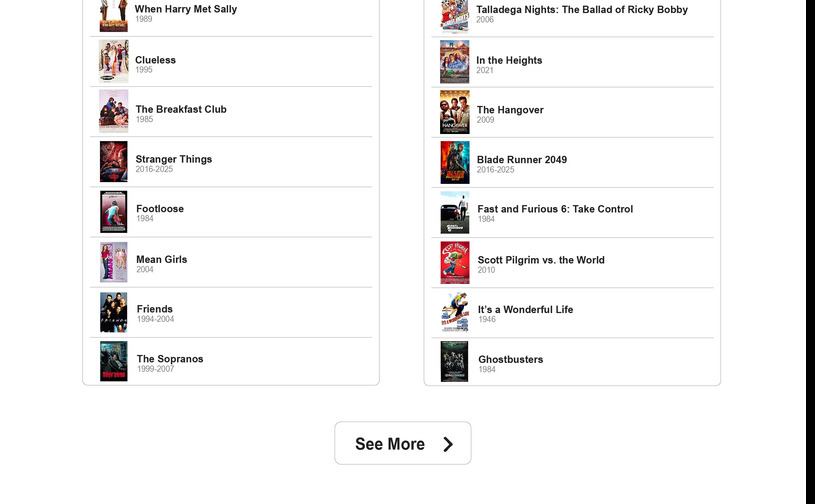 When Harry Met Sally
1989
Clueless
1995
The Breakfast Club
1985
Stranger Things
2016-2025
Footloose
1984
Mean Girls
2004
Friends
1994-2004
The Sopranos
1999-2007
Talladega Nights: The Ballad of Ricky Bobby
2006
In the Heights
2021
The Hangover
2009
Blade Runner 2049
2016-2025
Fast and Furious 6: Take Control
1984
Scott Pilgrim vs. the World
2010
It's a Wonderful Life
1946
Ghostbusters
1984
See More